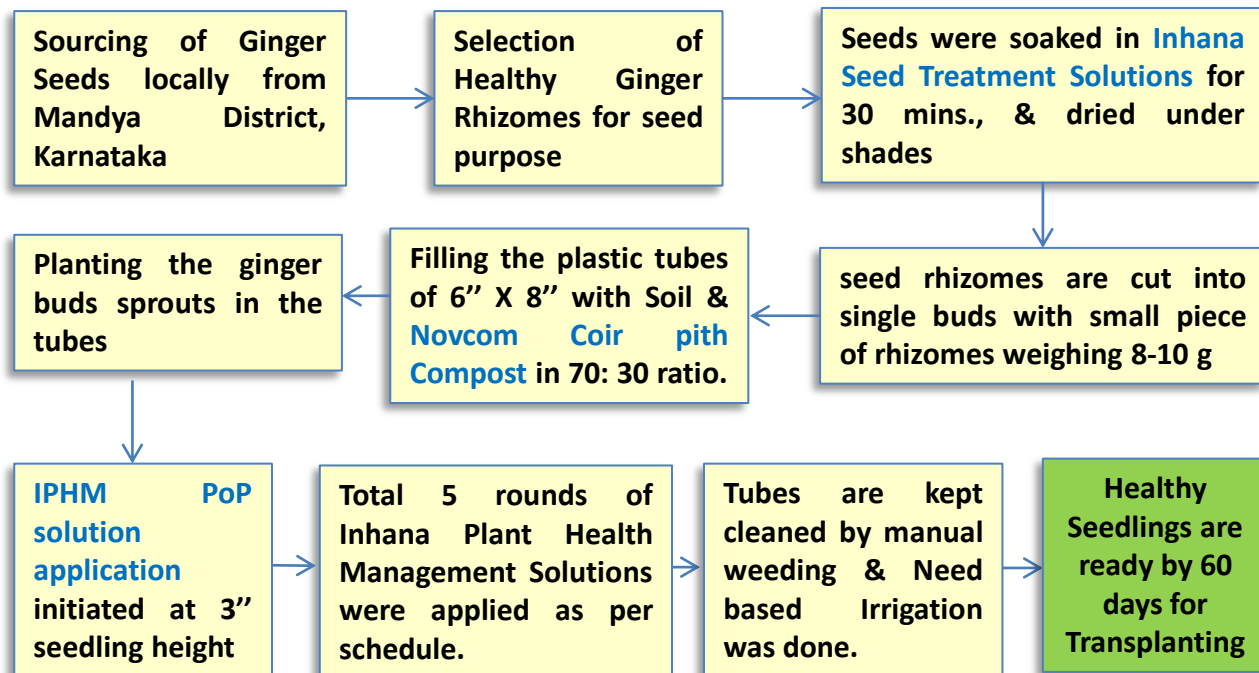 Sourcing of Ginger
Seeds locally from
Mandya District,
Karnataka
Selection of
Healthy Ginger
Rhizomes for seed
purpose
Seeds were soaked in Inhana
Seed Treatment Solutions for
30 mins., & dried under
shades
seed rhizomes are cut into
single buds with small piece
of rhizomes weighing 8-10 g
Filling the plastic tubes
of 6’’ X 8’’ with Soil &
Novcom Coir pith
Compost in 70: 30 ratio.
Planting the ginger
buds sprouts in the
tubes
IPHM PoP
solution
application
initiated at 3’’
seedling height
Total 5 rounds of
Inhana Plant Health
Management Solutions
were applied as per
schedule.
Tubes are kept
cleaned by manual
weeding & Need
based Irrigation
was done.
Healthy
Seedlings are
ready by 60
days for
Transplanting